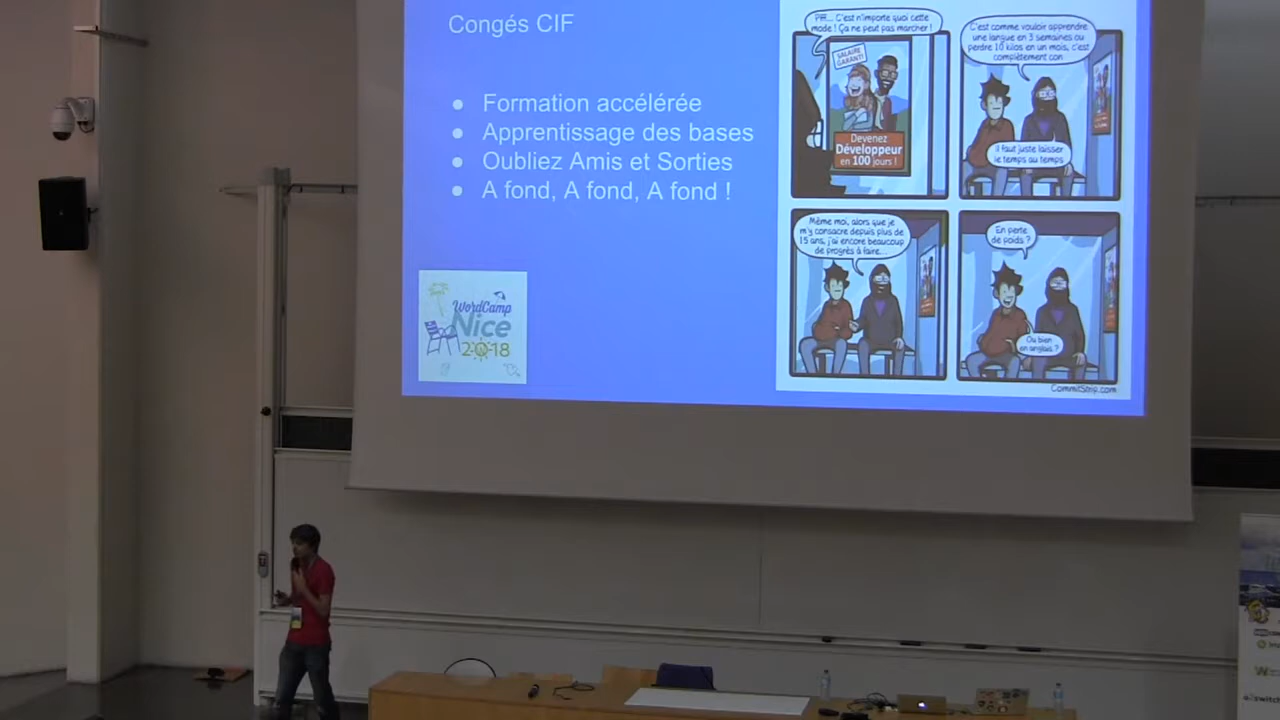 Congés CIF
● Formation accélérée
● Apprentissage des bases
● Oubliez Amis et Sorties
● A fond, A fond, A fond !
WordCamp
Nice
2018
Pfff... C'est n'importe quoi cette
mode ! Ça ne peut pas marcher !
SALAIRE
GARANTI
Devenez
Développeur
en 100 jours !
C'est comme vouloir apprendre
une langue en 3 semaines ou
perdre 10 kilos en un mois, c'est
complètement con
Il faut juste laisser
le temps au temps
Même moi, alors que je
m'y consacre depuis plus de
15 ans, j'ai encore beaucoup
de progrès à faire...
En perte
de poids ?
Ou bien
en anglais ?
CommitStrip.com